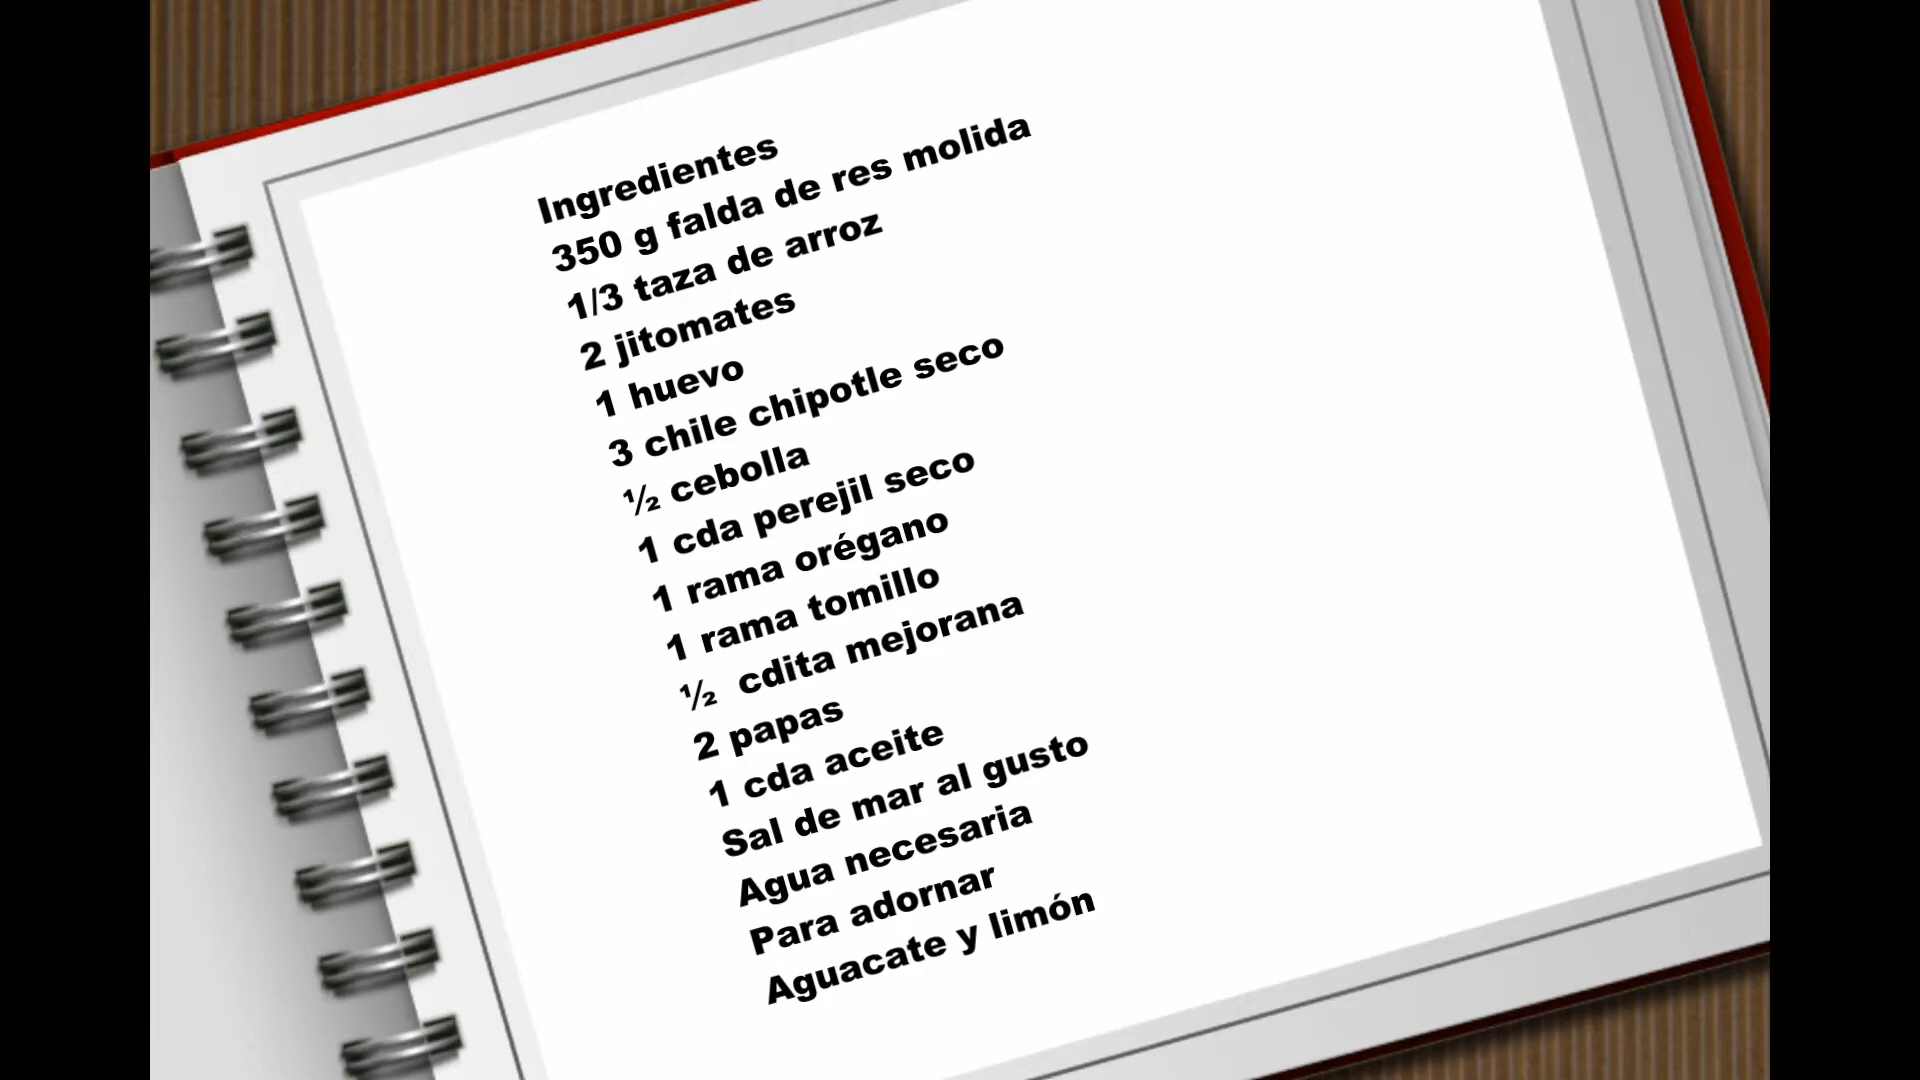 Ingredientes
350 g falda de res molida
1/3 taza de arroz
2 jitomates
1 huevo
3 chile chipotle seco
½ cebolla
1 cda perejil seco
1 rama orégano
1 rama tomillo
½  cdita mejorana
2 papas
1 cda aceite
Sal de mar al gusto
Agua necesaria
Para adornar
Aguacate y limón